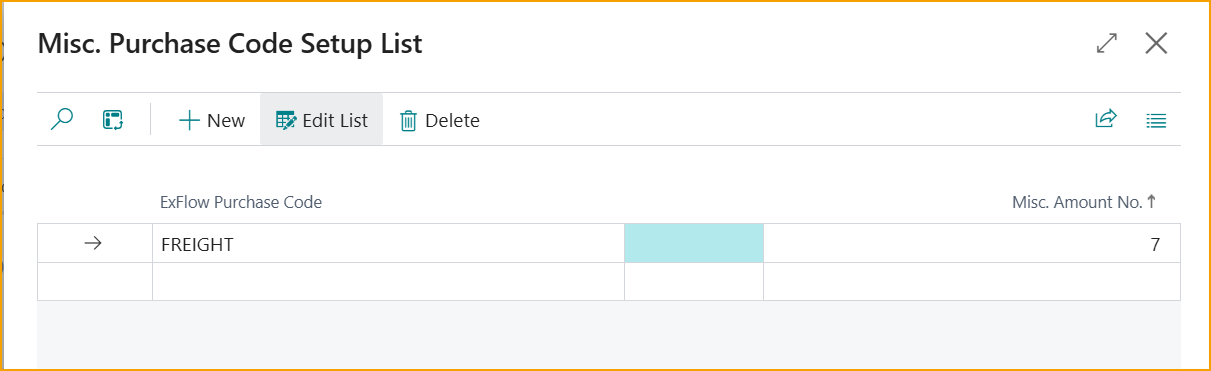 Misc. Purchase Code Setup List
New Edit List Delete
ExFlow Purchase Code Misc. Amount No.
FREIGHT 7